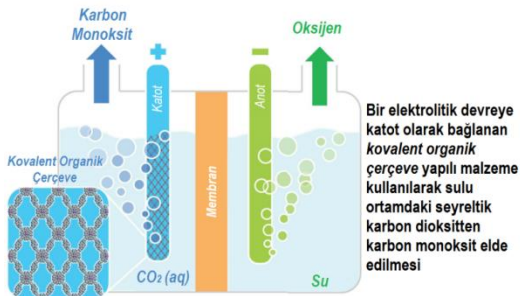 Karbon
Monoksit
Oksijen
+
−
Katot
Anot
Membran
Kovalent Organik
Çerçeve
CO₂ (aq)
Su
Bir elektrolitik devreye
katot olarak bağlanan
kovalent organik
çerçeve yapılı malzeme
kullanılarak sulu
ortamdaki seyreltik
karbon dioksitten
karbon monoksit elde
edilmesi